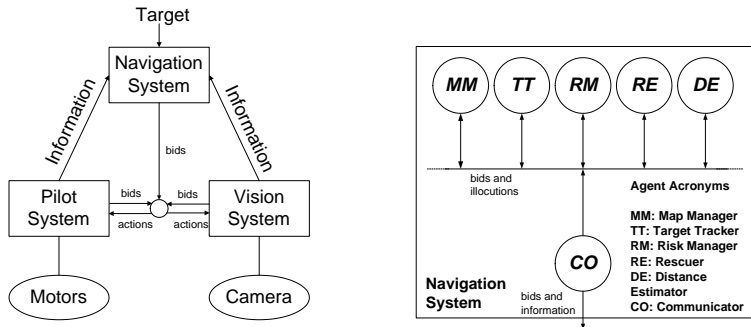 Target
Navigation
System
Information
Information
bids
Pilot
System
bids
actions
bids
actions
Vision
System
Motors
Camera
MM
TT
RM
RE
DE
bids and
illocutions
Agent Acronyms
MM: Map Manager
TT: Target Tracker
RM: Risk Manager
RE: Rescuer
DE: Distance
Estimator
CO: Communicator
CO
Navigation
System
bids and
information